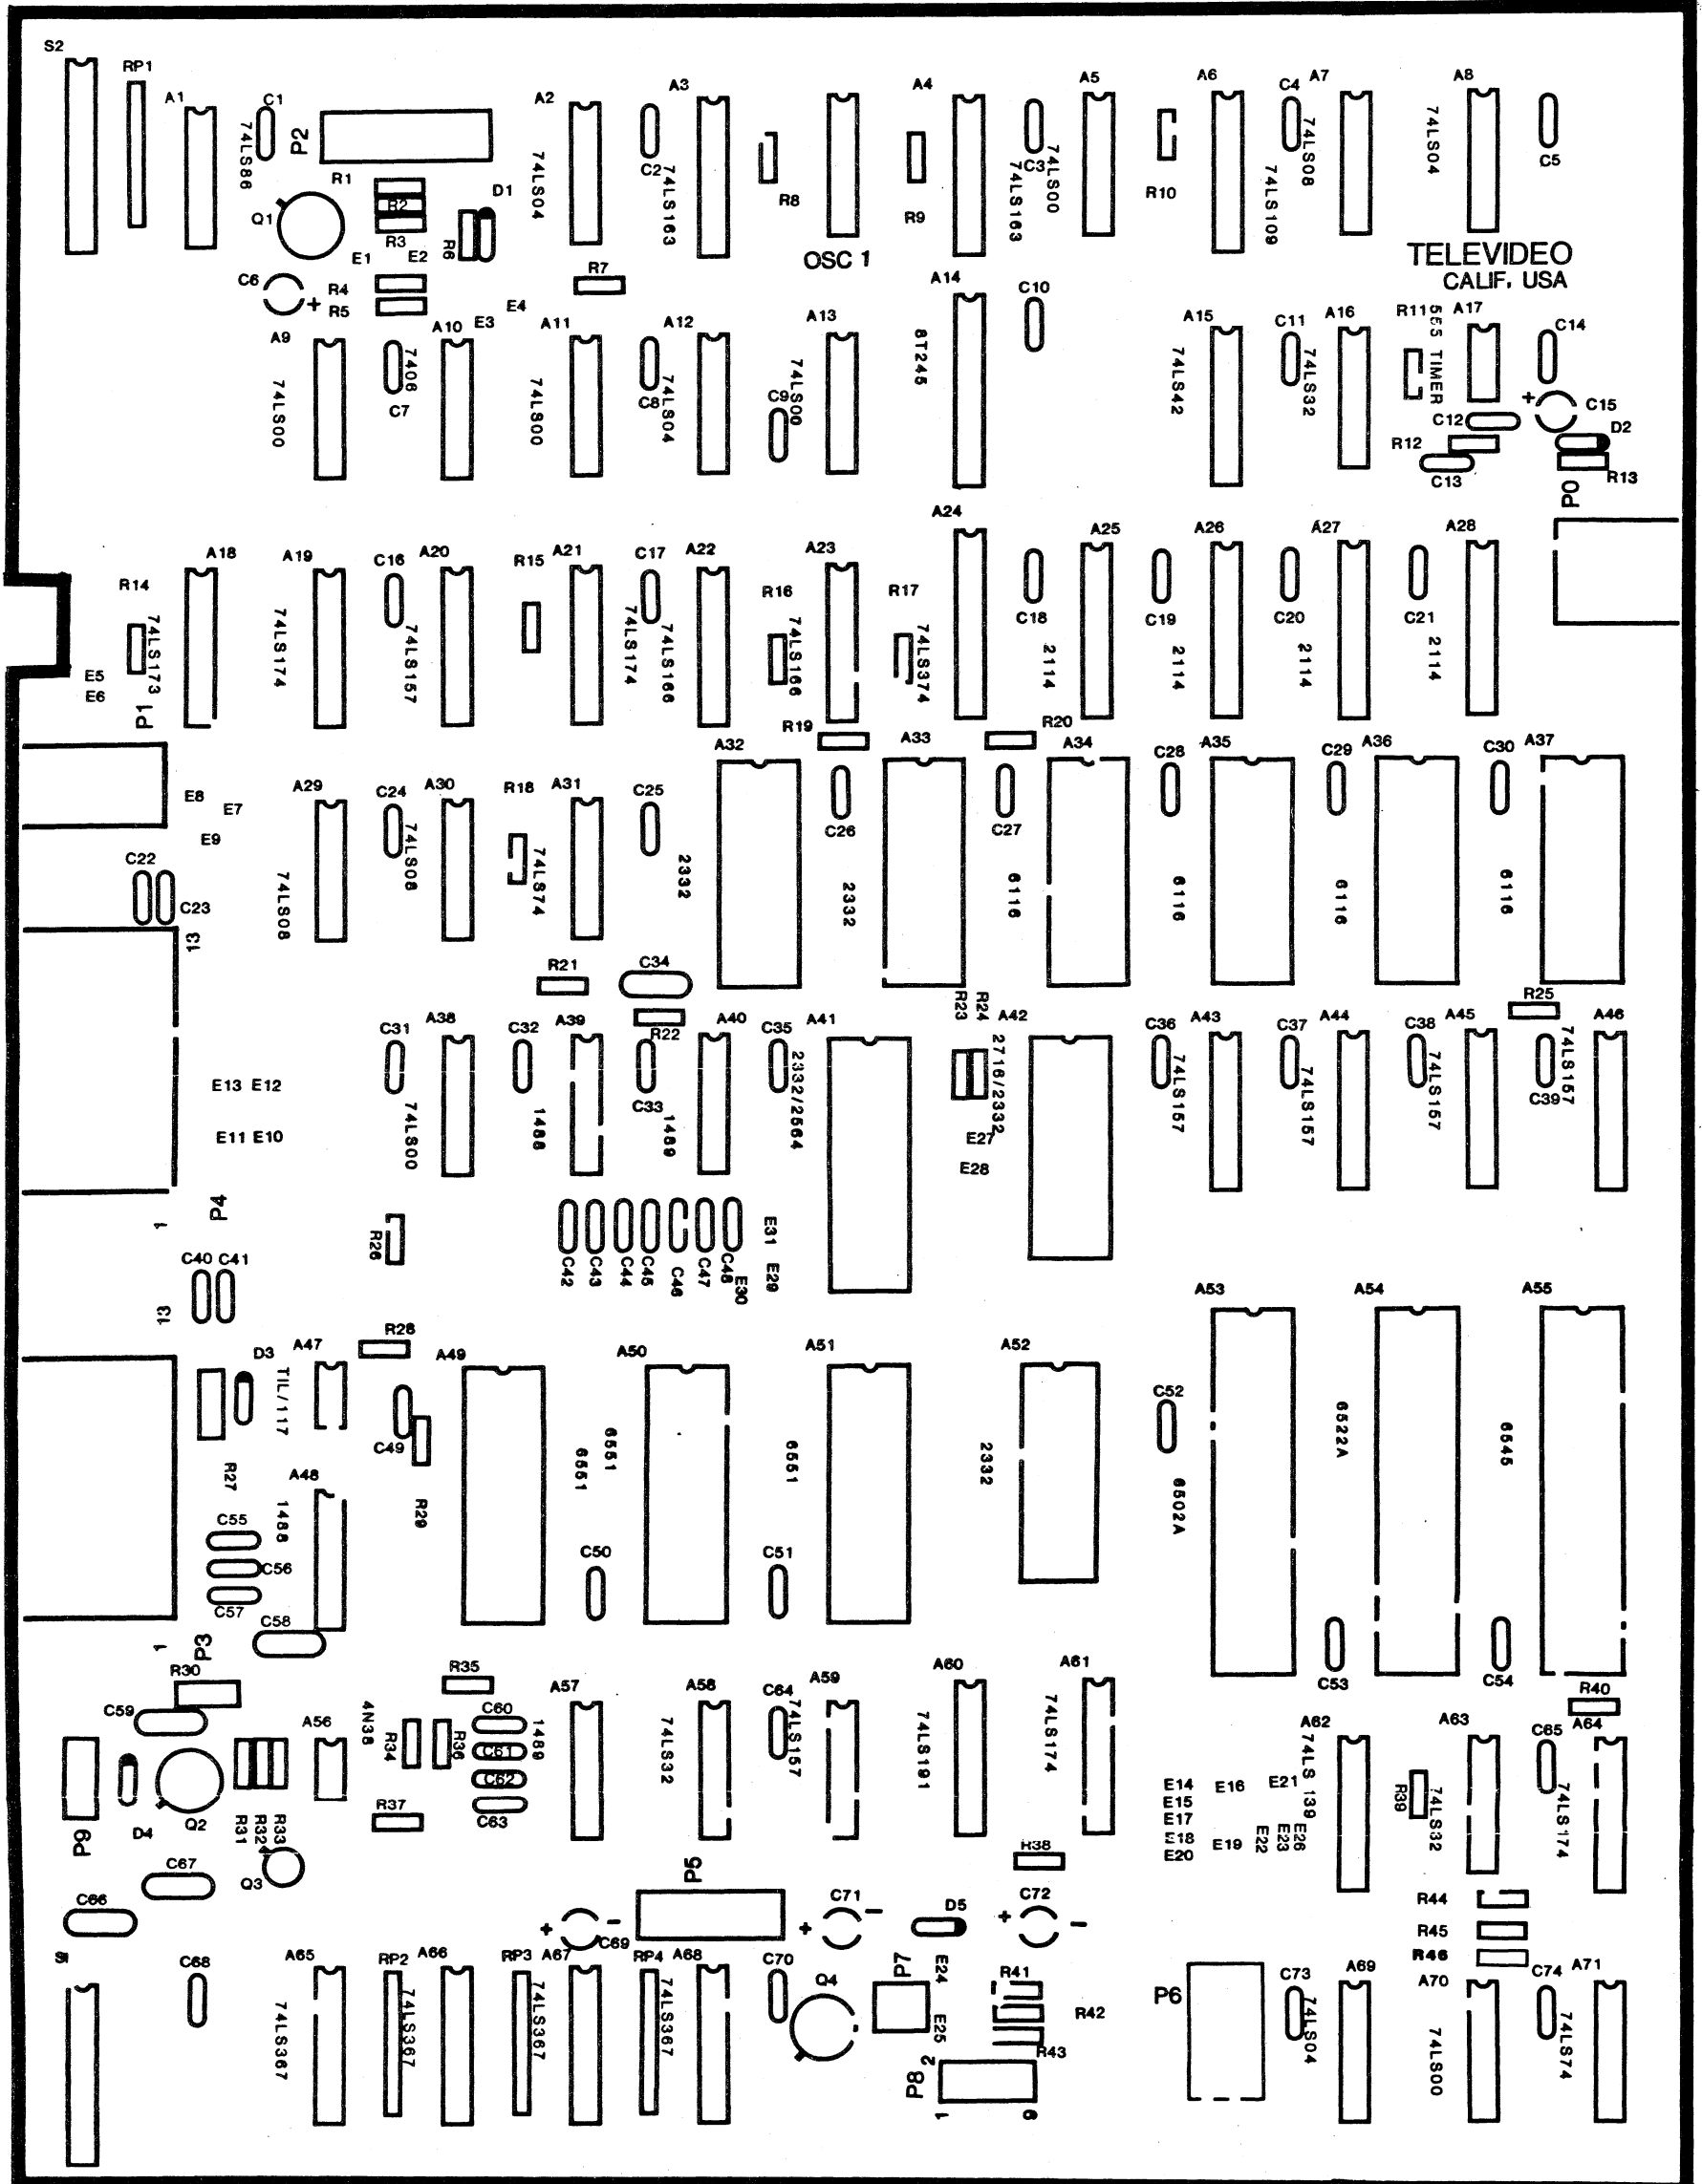 S2
RP1
A1
C1
74LS86
P2
A2
74LS04
A3
C2
74LS163
R8
OSC 1
A4
R9
C3
74LS163
74LS00
A5
R10
A6
74LS109
C4
74LS08
A7
74LS04
A8
C5
R1
R2
R3
Q1
D1
R6
E1
E2
C6
+
R4
R5
R7
E4
E3
TELEVIDEO
CALIF. USA
A9
74LS00
7406
C7
A10
A11
74LS00
C8
74LS04
A12
C9
74LS00
A13
A14
8T245
C10
A15
74LS42
C11
74LS32
A16
R11
555 TIMER
A17
C14
+
C15
C12
D2
R12
C13
R13
P0
R14
74LS173
A18
E5
E6
P1
A19
74LS174
C16
74LS157
A20
R15
A21
74LS174
C17
74LS166
A22
R16
74LS166
A23
R17
74LS374
A24
C18
2114
A25
C19
2114
A26
C20
2114
A27
C21
2114
A28
R19
R20
E8
E7
E9
C22
C23
A29
74LS08
C24
74LS08
A30
R18
74LS74
A31
C25
2332
A32
C26
2332
A33
C27
6116
A34
C28
6116
A35
C29
6116
A36
C30
6116
A37
13
R21
C34
R22
R23
R24
R25
E13 E12
E11 E10
C31
74LS00
A38
C32
1488
A39
C33
1489
A40
C35
2332/2564
A41
2716/2332
A42
E27
E28
C36
74LS157
A43
C37
74LS157
A44
C38
74LS157
A45
C39
74LS157
A46
P4
1
R26
C42
C43
C44
C45
C46
C47
C48
E30
E31
E29
C40
C41
13
D3
R27
TIL/117
A47
R28
C49
R29
A49
6551
6551
A50
6551
A51
2332
A52
C52
6502A
A53
6522A
A54
6545
A55
A48
1488
C55
C56
C57
C58
C50
C51
C53
C54
1
P3
R30
C59
P9
D4
Q2
R31
R32
R33
Q3
A56
4N38
R34
R36
R35
R37
C60
C61
C62
C63
1489
A57
74LS32
A58
C64
74LS157
A59
74LS191
A60
74LS174
A61
R38
E14
E15
E17
E18
E20
E16
E19
E21
E22
E23
E26
74LS 139
A62
R39
74LS32
A63
R40
C65
74LS174
A64
C67
C66
P5
+
−
C69
+
C71
−
D5
+
C72
−
R44
R45
R46
C68
A65
74LS367
RP2
74LS367
A66
RP3
74LS367
A67
RP4
74LS367
A68
C70
Q4
P7
E24
E25
R41
R42
R43
P8
2
1
P6
C73
74LS04
A69
A70
74LS00
C74
74LS74
A71